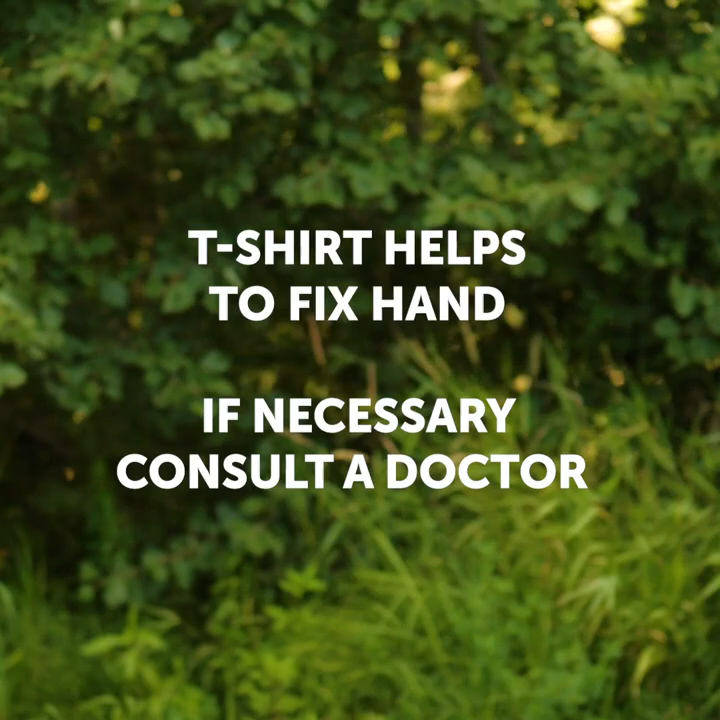 T-SHIRT HELPS
TO FIX HAND
IF NECESSARY
CONSULT A DOCTOR